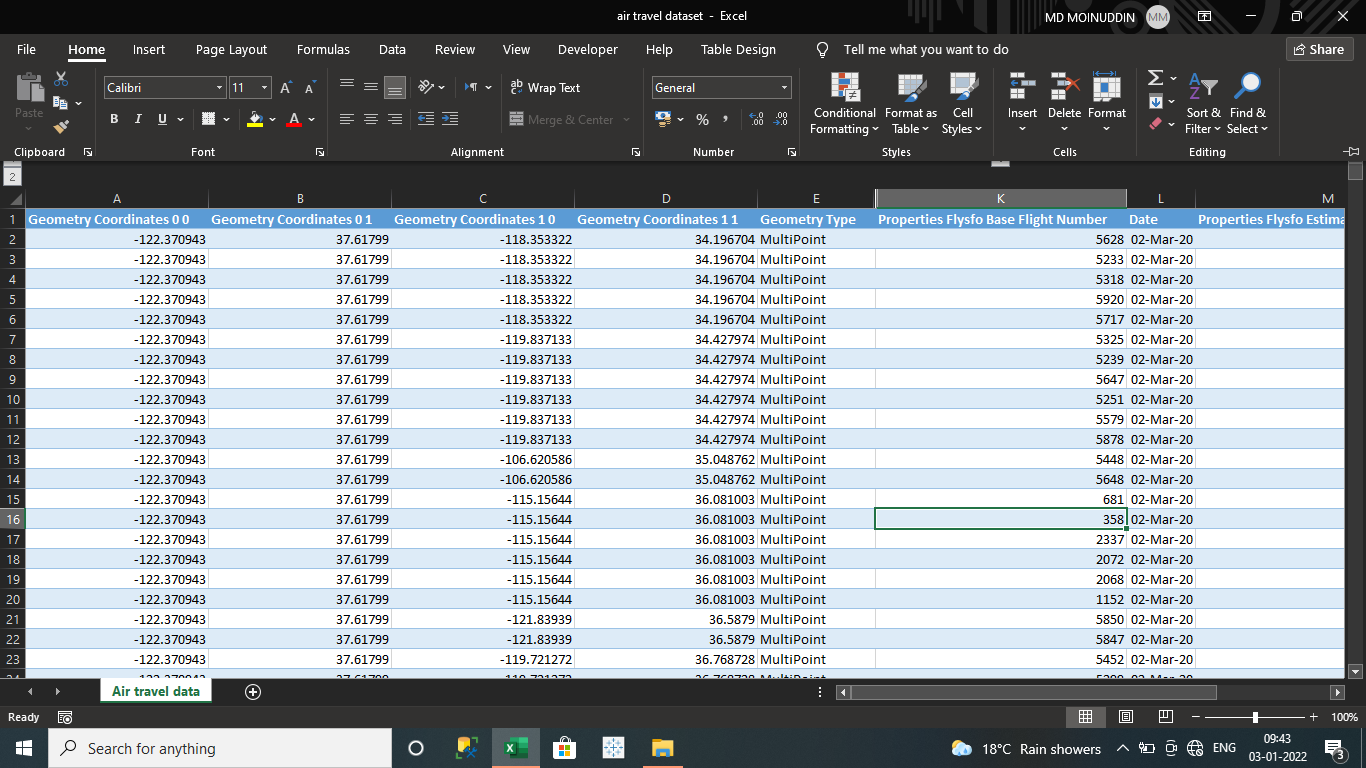 air travel dataset - Excel
MD MOINUDDIN MM
File Home Insert Page Layout Formulas Data Review View Developer Help Table Design Tell me what you want to do Share
Paste
Calibri 11
B I U
ab Wrap Text
Merge & Center
General
% ,
Conditional Formatting
Format as Table
Cell Styles
Insert Delete Format
Sort & Filter
Find & Select
Clipboard Font Alignment Number Styles Cells Editing
2
A B C D E K L M
1 Geometry Coordinates 0 0 Geometry Coordinates 0 1 Geometry Coordinates 1 0 Geometry Coordinates 1 1 Geometry Type Properties Flysfo Base Flight Number Date Properties Flysfo Estima
2 -122.370943 37.61799 -118.353322 34.196704 MultiPoint 5628 02-Mar-20
3 -122.370943 37.61799 -118.353322 34.196704 MultiPoint 5233 02-Mar-20
4 -122.370943 37.61799 -118.353322 34.196704 MultiPoint 5318 02-Mar-20
5 -122.370943 37.61799 -118.353322 34.196704 MultiPoint 5920 02-Mar-20
6 -122.370943 37.61799 -118.353322 34.196704 MultiPoint 5717 02-Mar-20
7 -122.370943 37.61799 -119.837133 34.427974 MultiPoint 5325 02-Mar-20
8 -122.370943 37.61799 -119.837133 34.427974 MultiPoint 5239 02-Mar-20
9 -122.370943 37.61799 -119.837133 34.427974 MultiPoint 5647 02-Mar-20
10 -122.370943 37.61799 -119.837133 34.427974 MultiPoint 5251 02-Mar-20
11 -122.370943 37.61799 -119.837133 34.427974 MultiPoint 5579 02-Mar-20
12 -122.370943 37.61799 -119.837133 34.427974 MultiPoint 5878 02-Mar-20
13 -122.370943 37.61799 -106.620586 35.048762 MultiPoint 5448 02-Mar-20
14 -122.370943 37.61799 -106.620586 35.048762 MultiPoint 5648 02-Mar-20
15 -122.370943 37.61799 -115.15644 36.081003 MultiPoint 681 02-Mar-20
16 -122.370943 37.61799 -115.15644 36.081003 MultiPoint 358 02-Mar-20
17 -122.370943 37.61799 -115.15644 36.081003 MultiPoint 2337 02-Mar-20
18 -122.370943 37.61799 -115.15644 36.081003 MultiPoint 2072 02-Mar-20
19 -122.370943 37.61799 -115.15644 36.081003 MultiPoint 2068 02-Mar-20
20 -122.370943 37.61799 -115.15644 36.081003 MultiPoint 1152 02-Mar-20
21 -122.370943 37.61799 -121.83939 36.5879 MultiPoint 5850 02-Mar-20
22 -122.370943 37.61799 -121.83939 36.5879 MultiPoint 5847 02-Mar-20
23 -122.370943 37.61799 -119.721272 36.768728 MultiPoint 5452 02-Mar-20
Air travel data
Ready 100%
Search for anything 18°C Rain showers ENG 09:43
03-01-2022 3